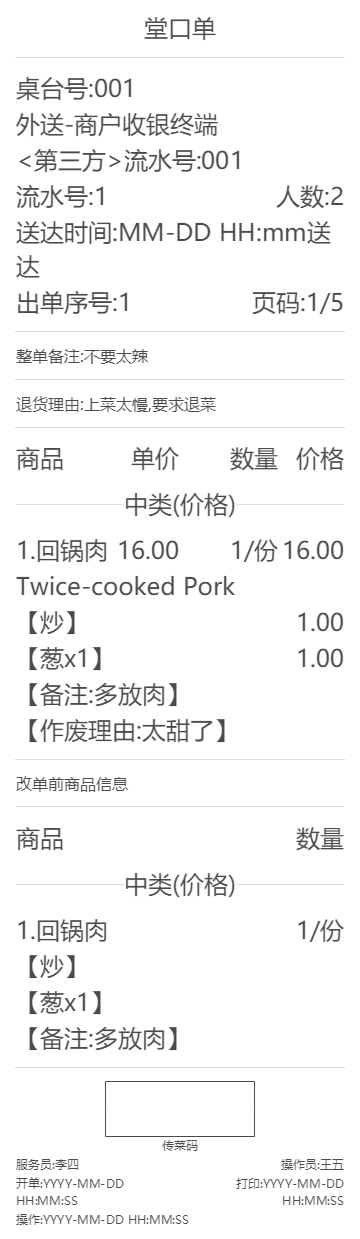 堂口单
桌台号:001
外送-商户收银终端
<第三方>流水号:001
流水号:1 人数:2
送达时间:MM-DD HH:mm送
达
出单序号:1 页码:1/5
整单备注:不要太辣
退货理由:上菜太慢,要求退菜
商品 单价 数量 价格
中类(价格)
1.回锅肉 16.00 1/份 16.00
Twice-cooked Pork
【炒】 1.00
【葱x1】 1.00
【备注:多放肉】
【作废理由:太甜了】
改单前商品信息
商品 数量
中类(价格)
1.回锅肉 1/份
【炒】
【葱x1】
【备注:多放肉】
传菜码
服务员:李四 操作员:王五
开单:YYYY-MM-DD 打印:YYYY-MM-DD
HH:MM:SS HH:MM:SS
操作:YYYY-MM-DD HH:MM:SS